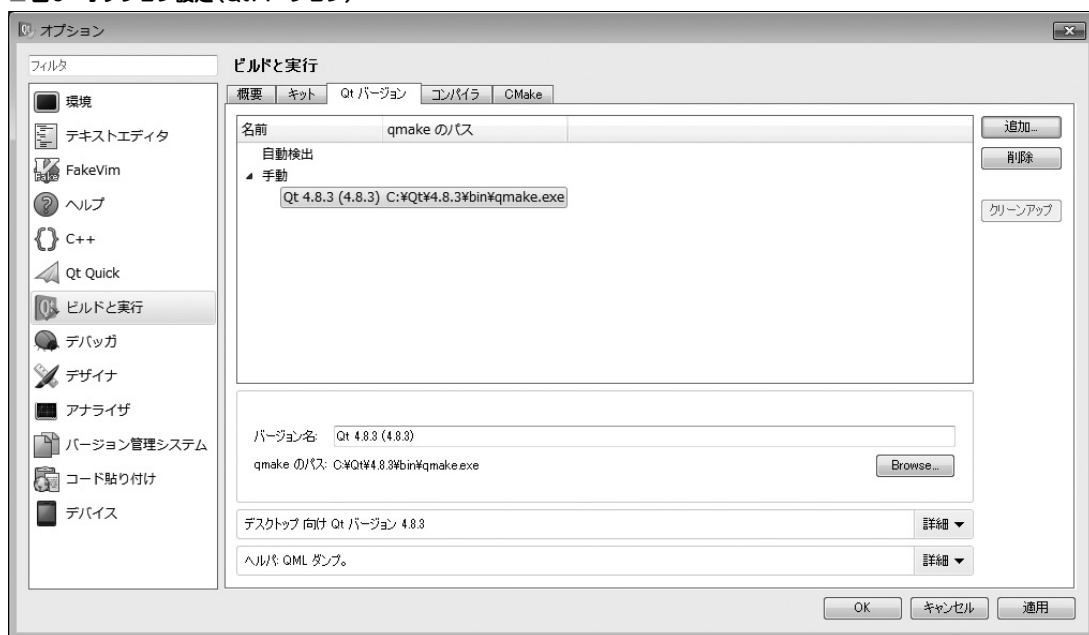 オプション
フィルタ
環境
テキストエディタ
FakeVim
ヘルプ
C++
Qt Quick
ビルドと実行
デバッガ
デザイナ
アナライザ
バージョン管理システム
コード貼り付け
デバイス
ビルドと実行
概要 キット Qt バージョン コンパイラ CMake
名前 qmake のパス
自動検出
手動
Qt 4.8.3 (4.8.3) C:¥Qt¥4.8.3¥bin¥qmake.exe
追加...
削除
クリーンアップ
バージョン名: Qt 4.8.3 (4.8.3)
qmake のパス: C:¥Qt¥4.8.3¥bin¥qmake.exe
Browse...
デスクトップ 向け Qt バージョン 4.8.3 詳細
ヘルパ: QML ダンプ。 詳細
OK キャンセル 適用